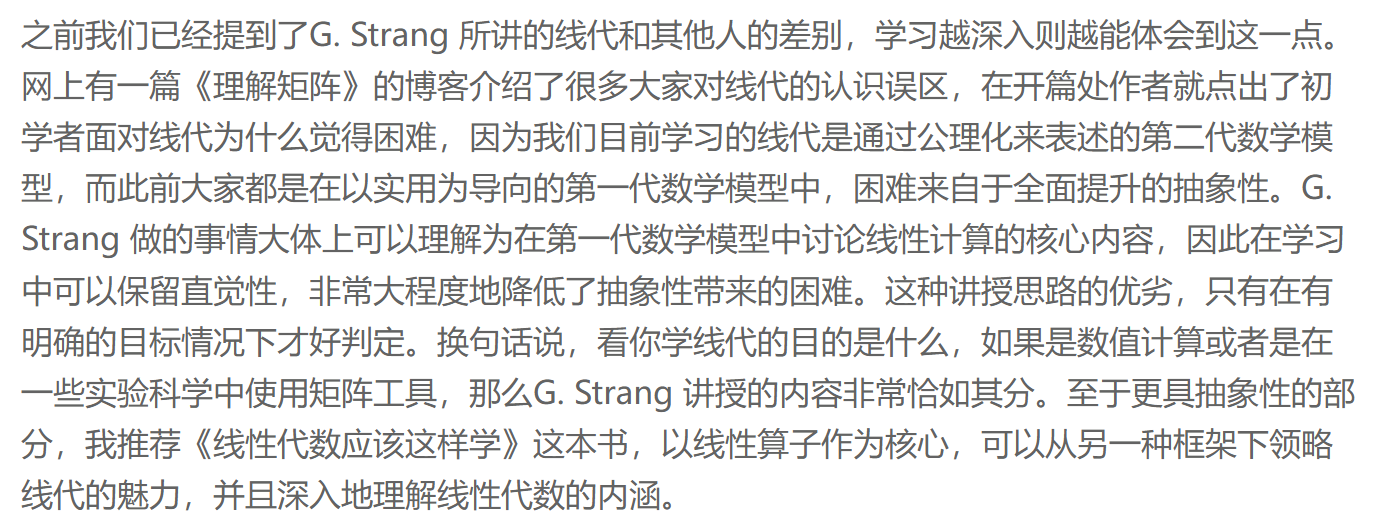 之前我们已经提到了G. Strang 所讲的线代和其他人的差别，学习越深入则越能体会到这一点。
网上有一篇《理解矩阵》的博客介绍了很多大家对线代的认识误区，在开篇处作者就点出了初
学者面对线代为什么觉得困难，因为我们目前学习的线代是通过公理化来表述的第二代数学模
型，而此前大家都是在以实用为导向的第一代数学模型中，困难来自于全面提升的抽象性。G.
Strang 做的事情大体上可以理解为在第一代数学模型中讨论线性计算的核心内容，因此在学习
中可以保留直觉性，非常大程度地降低了抽象性带来的困难。这种讲授思路的优劣，只有在有
明确的目标情况下才好判定。换句话说，看你学线代的目的是什么，如果是数值计算或者是在
一些实验科学中使用矩阵工具，那么G. Strang 讲授的内容非常恰如其分。至于更具抽象性的部
分，我推荐《线性代数应该这样学》这本书，以线性算子作为核心，可以从另一种框架下领略
线代的魅力，并且深入地理解线性代数的内涵。